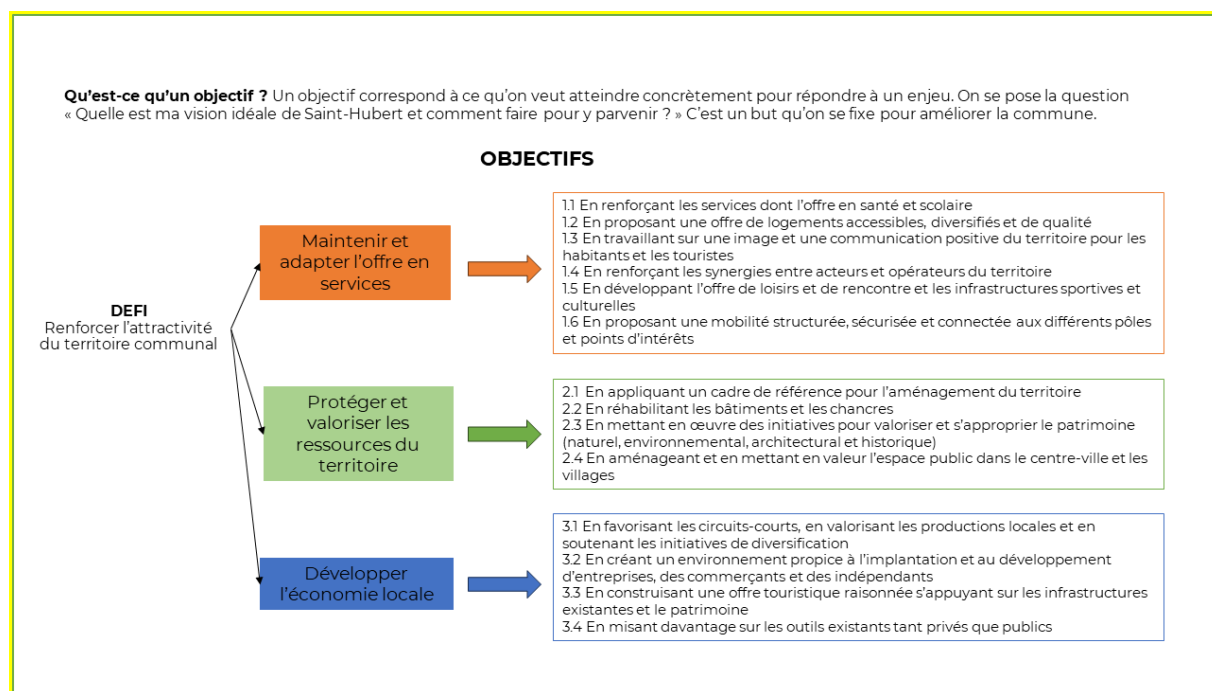 Qu’est-ce qu’un objectif ? Un objectif correspond à ce qu’on veut atteindre concrètement pour répondre à un enjeu. On se pose la question
« Quelle est ma vision idéale de Saint-Hubert et comment faire pour y parvenir ? » C’est un but qu’on se fixe pour améliorer la commune.
OBJECTIFS
DEFI
Renforcer l’attractivité
du territoire communal
Maintenir et
adapter l’offre en
services
1.1 En renforçant les services dont l’offre en santé et scolaire
1.2 En proposant une offre de logements accessibles, diversifiés et de qualité
1.3 En travaillant sur une image et une communication positive du territoire pour les
habitants et les touristes
1.4 En renforçant les synergies entre acteurs et opérateurs du territoire
1.5 En développant l’offre de loisirs et de rencontre et les infrastructures sportives et
culturelles
1.6 En proposant une mobilité structurée, sécurisée et connectée aux différents pôles
et points d’intérêts
Protéger et
valoriser les
ressources du
territoire
2.1 En appliquant un cadre de référence pour l’aménagement du territoire
2.2 En réhabilitant les bâtiments et les chancres
2.3 En mettant en œuvre des initiatives pour valoriser et s’approprier le patrimoine
(naturel, environnemental, architectural et historique)
2.4 En aménageant et en mettant en valeur l’espace public dans le centre-ville et les
villages
Développer
l’économie locale
3.1 En favorisant les circuits-courts, en valorisant les productions locales et en
soutenant les initiatives de diversification
3.2 En créant un environnement propice à l’implantation et au développement
d’entreprises, des commerçants et des indépendants
3.3 En construisant une offre touristique raisonnée s’appuyant sur les infrastructures
existantes et le patrimoine
3.4 En misant davantage sur les outils existants tant privés que publics